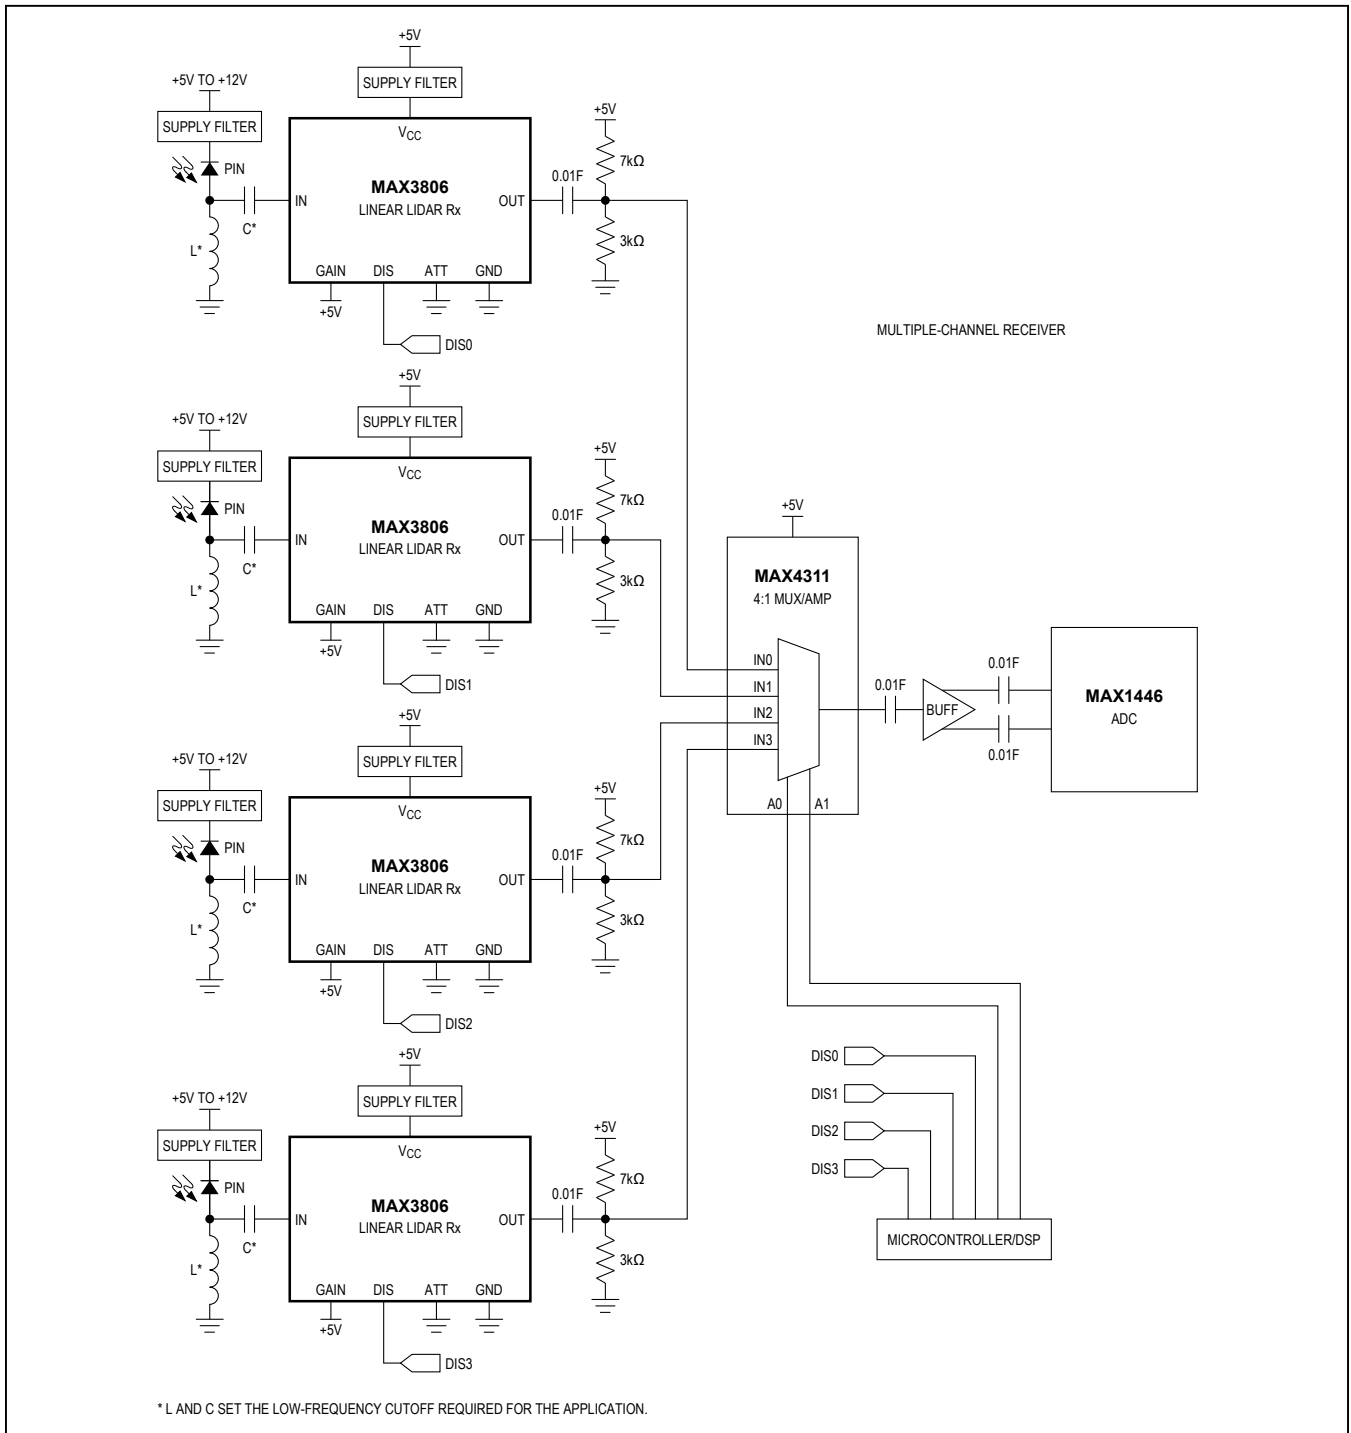 +5V
SUPPLY FILTER
+5V TO +12V
SUPPLY FILTER
PIN
C*
L*
VCC
MAX3806
LINEAR LIDAR Rx
IN
OUT
GAIN
DIS
ATT
GND
+5V
DIS0
0.01F
+5V
7kΩ
3kΩ
MULTIPLE-CHANNEL RECEIVER
+5V
SUPPLY FILTER
+5V TO +12V
SUPPLY FILTER
PIN
C*
L*
VCC
MAX3806
LINEAR LIDAR Rx
IN
OUT
GAIN
DIS
ATT
GND
+5V
DIS1
0.01F
+5V
7kΩ
3kΩ
+5V
MAX4311
4:1 MUX/AMP
IN0
IN1
IN2
IN3
A0
A1
0.01F
BUFF
0.01F
0.01F
MAX1446
ADC
+5V
SUPPLY FILTER
+5V TO +12V
SUPPLY FILTER
PIN
C*
L*
VCC
MAX3806
LINEAR LIDAR Rx
IN
OUT
GAIN
DIS
ATT
GND
+5V
DIS2
0.01F
+5V
7kΩ
3kΩ
+5V
SUPPLY FILTER
+5V TO +12V
SUPPLY FILTER
PIN
C*
L*
VCC
MAX3806
LINEAR LIDAR Rx
IN
OUT
GAIN
DIS
ATT
GND
+5V
DIS3
0.01F
+5V
7kΩ
3kΩ
DIS0
DIS1
DIS2
DIS3
MICROCONTROLLER/DSP
* L AND C SET THE LOW-FREQUENCY CUTOFF REQUIRED FOR THE APPLICATION.